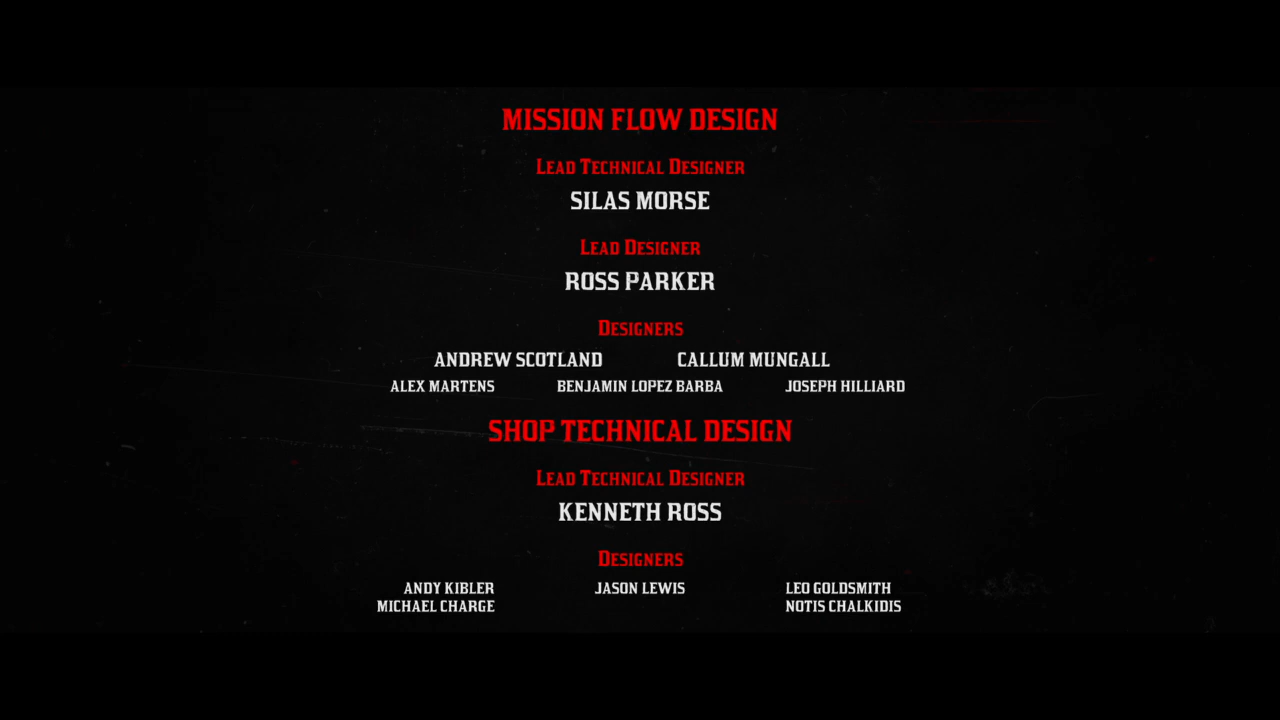 MISSION FLOW DESIGN
LEAD TECHNICAL DESIGNER
SILAS MORSE
LEAD DESIGNER
ROSS PARKER
DESIGNERS
ANDREW SCOTLAND CALLUM MUNGALL
ALEX MARTENS BENJAMIN LOPEZ BARBA JOSEPH HILLIARD
SHOP TECHNICAL DESIGN
LEAD TECHNICAL DESIGNER
KENNETH ROSS
DESIGNERS
ANDY KIBLER JASON LEWIS LEO GOLDSMITH
MICHAEL CHARGE NOTIS CHALKIDIS